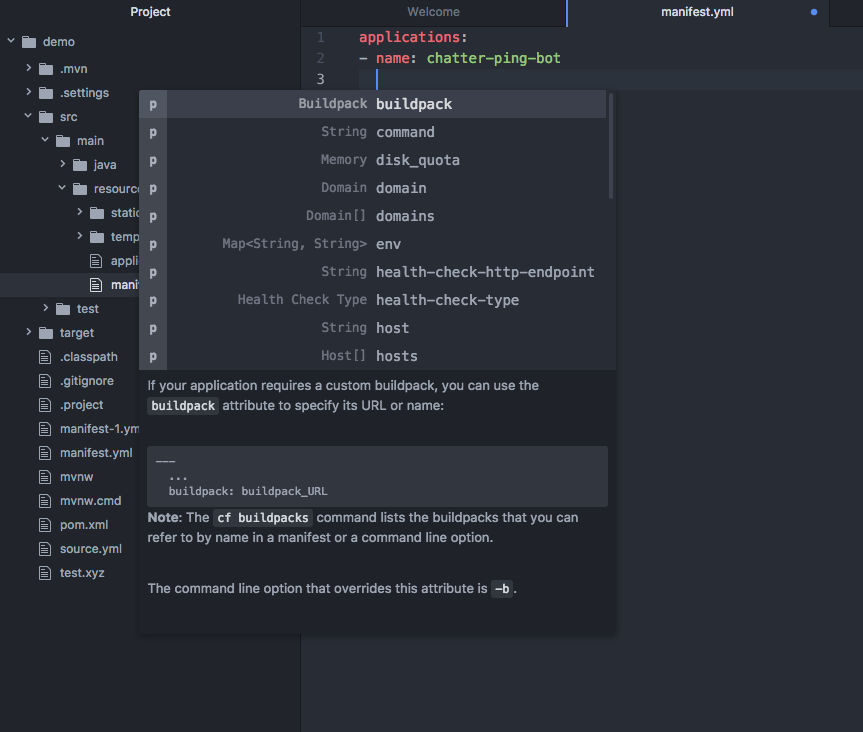 Project
Welcome
manifest.yml
demo
.mvn
.settings
src
main
java
resourc
static
temp
appli
mani
test
target
.classpath
.gitignore
.project
manifest-1.ym
manifest.yml
mvnw
mvnw.cmd
pom.xml
source.yml
test.xyz
1 applications:
2 - name: chatter-ping-bot
3
p Buildpack buildpack
p String command
p Memory disk_quota
p Domain domain
p Domain[] domains
p Map<String, String> env
p String health-check-http-endpoint
p Health Check Type health-check-type
p String host
p Host[] hosts
If your application requires a custom buildpack, you can use the
buildpack attribute to specify its URL or name:
---
...
buildpack: buildpack_URL
Note: The cf buildpacks command lists the buildpacks that you can
refer to by name in a manifest or a command line option.
The command line option that overrides this attribute is -b.